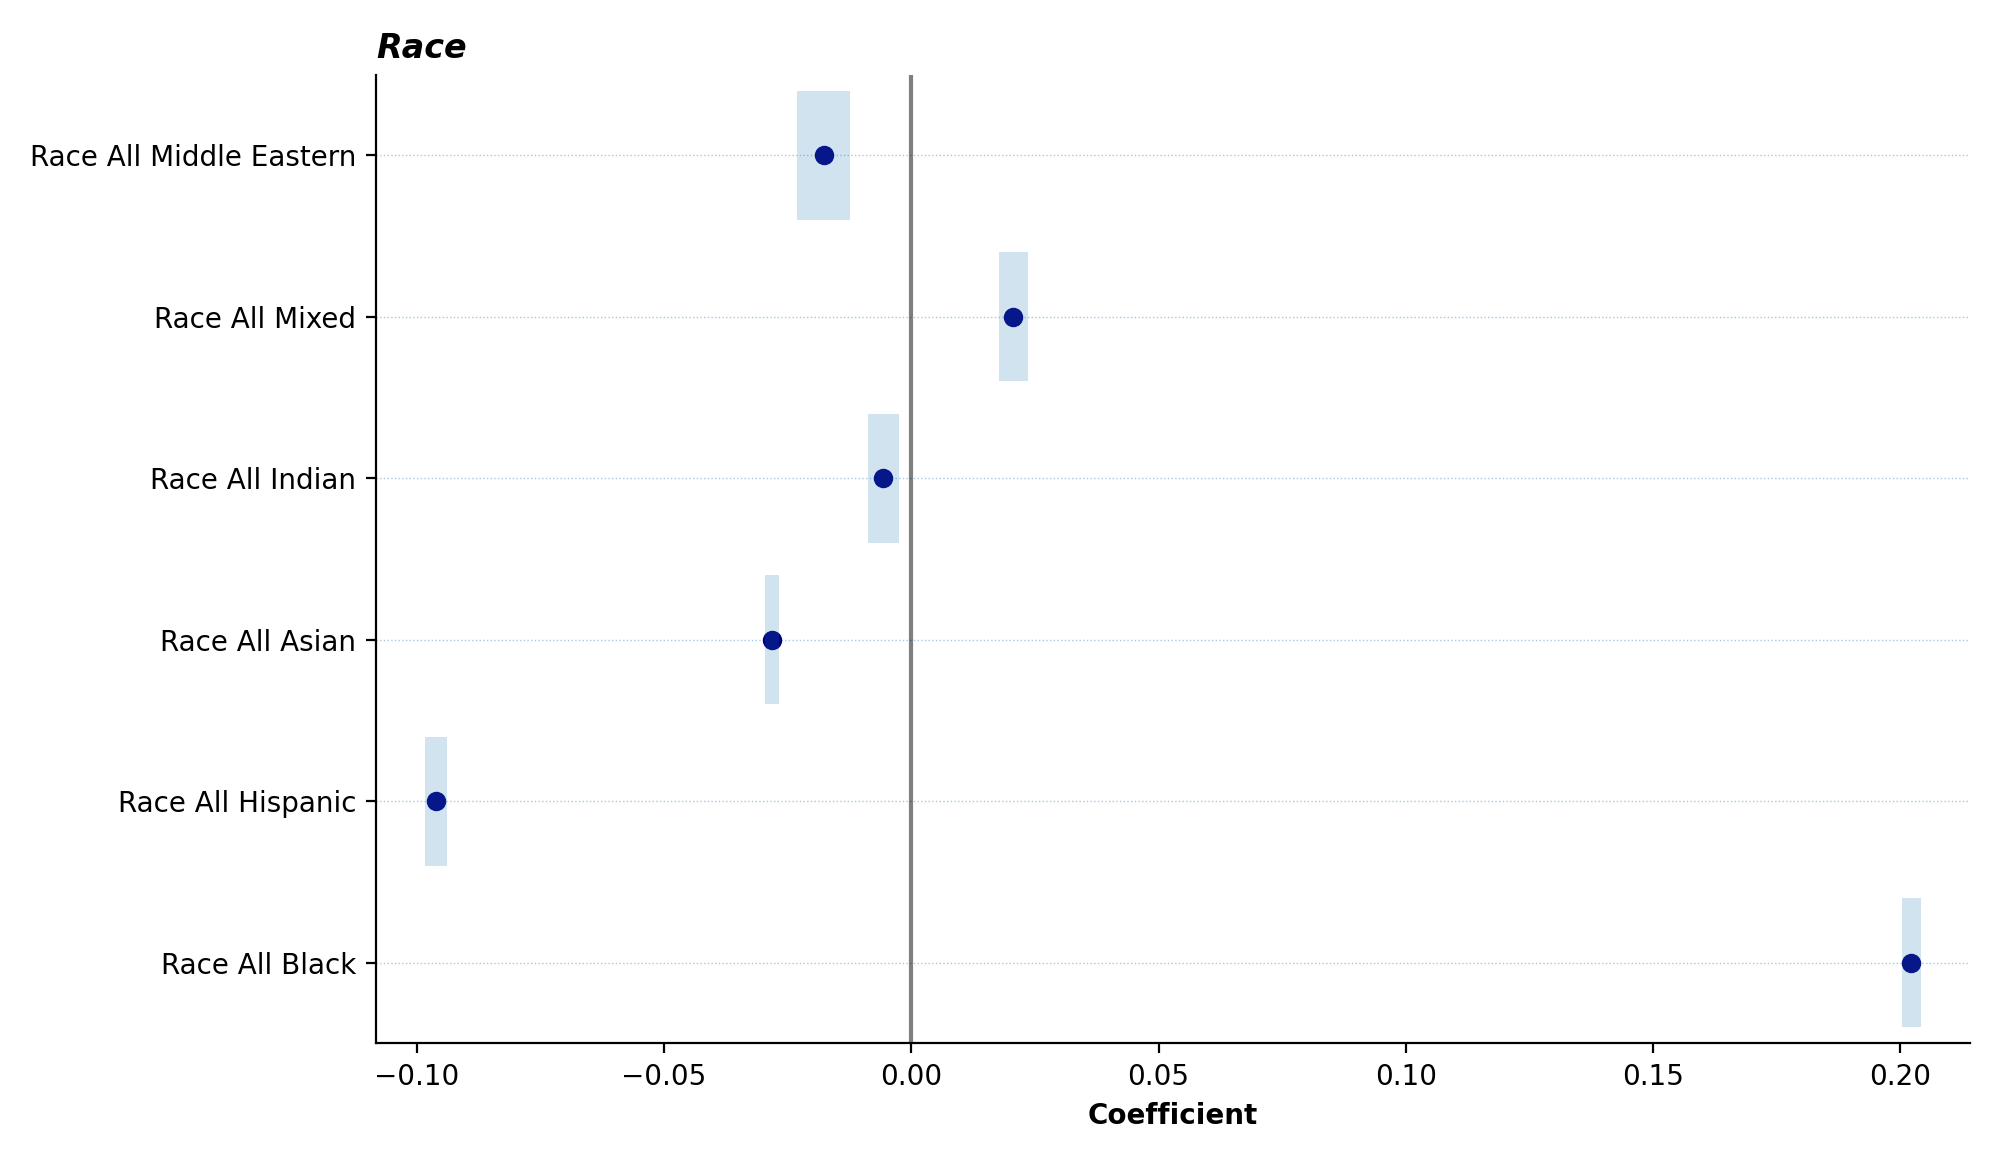 Race
Race All Middle Eastern
Race All Mixed
Race All Indian
Race All Asian
Race All Hispanic
Race All Black
−0.10 −0.05 0.00 0.05 0.10 0.15 0.20
Coefficient